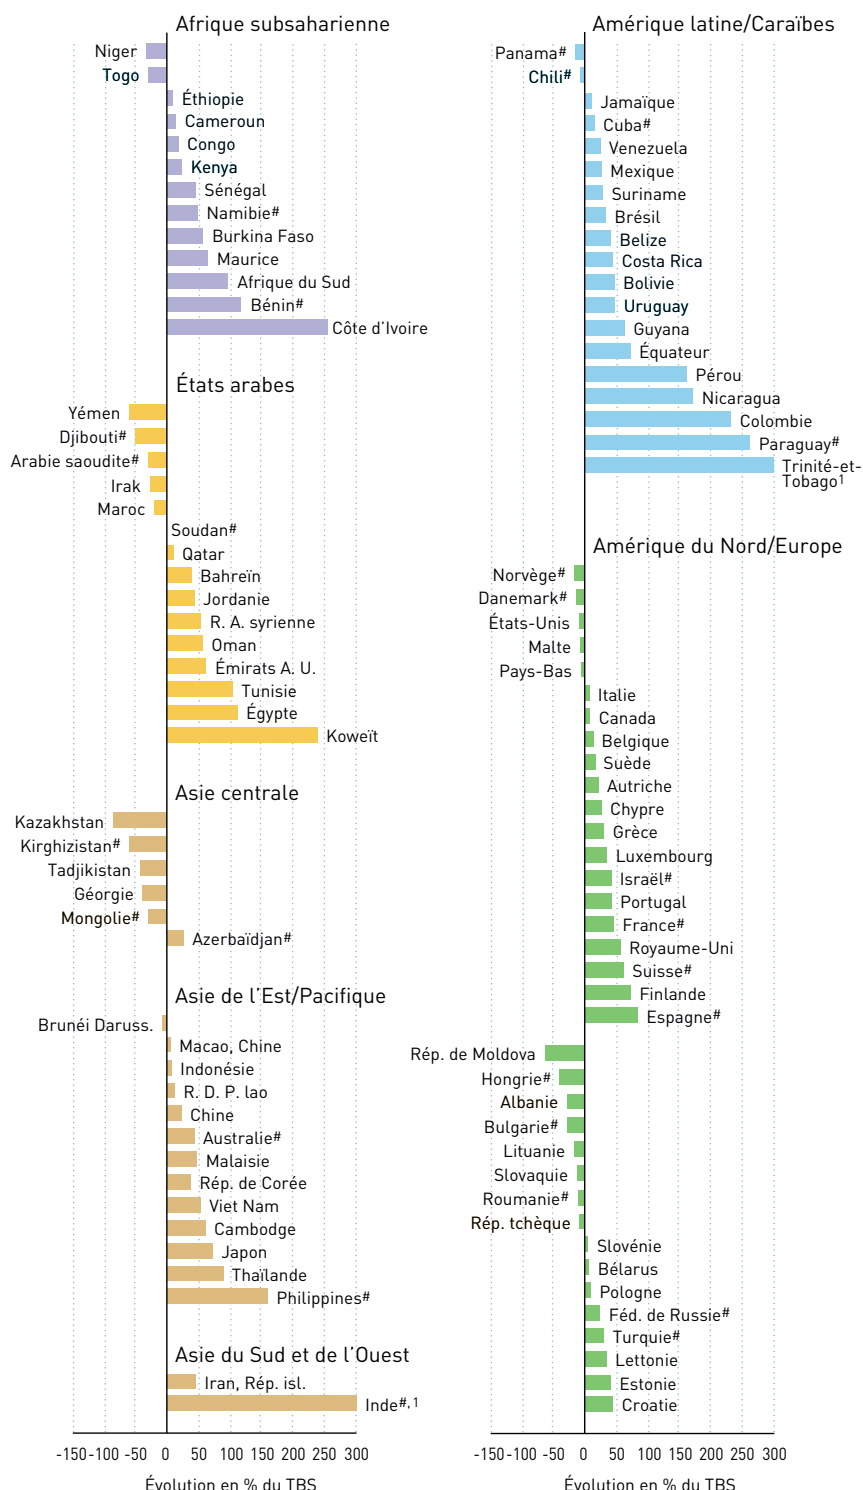 Afrique subsaharienne
Niger
Togo
Éthiopie
Cameroun
Congo
Kenya
Sénégal
Namibie#
Burkina Faso
Maurice
Afrique du Sud
Bénin#
Côte d’Ivoire
États arabes
Yémen
Djibouti#
Arabie saoudite#
Irak
Maroc
Soudan#
Qatar
Bahreïn
Jordanie
R. A. syrienne
Oman
Émirats A. U.
Tunisie
Égypte
Koweït
Asie centrale
Kazakhstan
Kirghizistan#
Tadjikistan
Géorgie
Mongolie#
Azerbaïdjan#
Asie de l’Est/Pacifique
Brunéi Daruss.
Macao, Chine
Indonésie
R. D. P. lao
Chine
Australie#
Malaisie
Rép. de Corée
Viet Nam
Cambodge
Japon
Thaïlande
Philippines#
Asie du Sud et de l’Ouest
Iran, Rép. isl.
Inde#,1
-150 -100 -50 0 50 100 150 200 250 300
Évolution en % du TBS
Amérique latine/Caraïbes
Panama#
Chili#
Jamaïque
Cuba#
Venezuela
Mexique
Suriname
Brésil
Belize
Costa Rica
Bolivie
Uruguay
Guyana
Équateur
Pérou
Nicaragua
Colombie
Paraguay#
Trinité-et-
Tobago1
Amérique du Nord/Europe
Norvège#
Danemark#
États-Unis
Malte
Pays-Bas
Italie
Canada
Belgique
Suède
Autriche
Chypre
Grèce
Luxembourg
Israël#
Portugal
France#
Royaume-Uni
Suisse#
Finlande
Espagne#
Rép. de Moldova
Hongrie#
Albanie
Bulgarie#
Lituanie
Slovaquie
Roumanie#
Rép. tchèque
Slovénie
Bélarus
Pologne
Féd. de Russie#
Turquie#
Lettonie
Estonie
Croatie
-150 -100 -50 0 50 100 150 200 250 300
Évolution en % du TBS